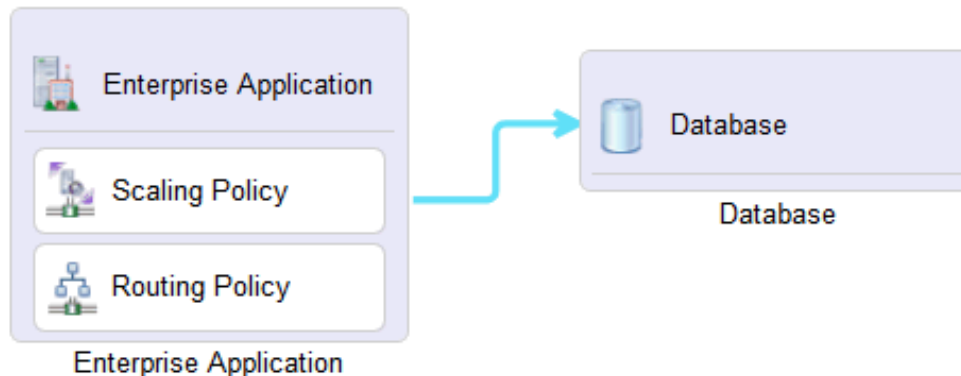 Enterprise Application
Scaling Policy
Routing Policy
Enterprise Application
Database
Database